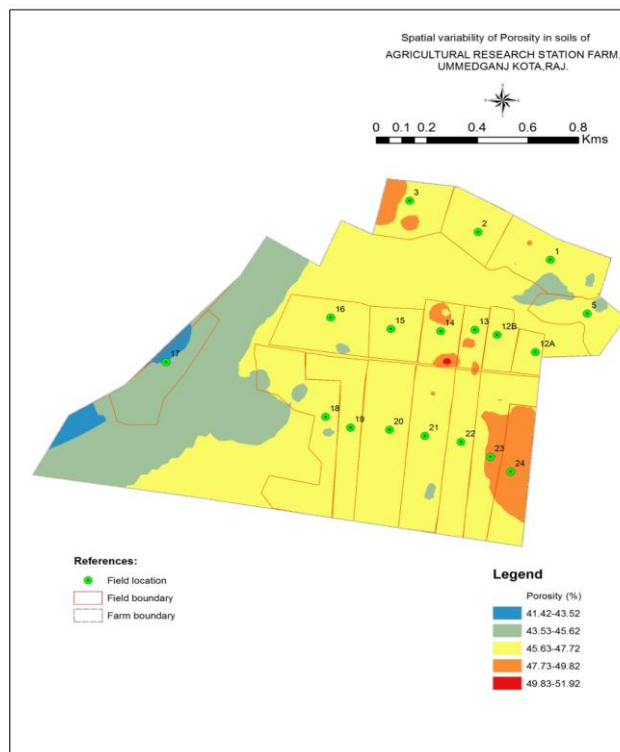 Spatial variability of Porosity in soils of
AGRICULTURAL RESEARCH STATION FARM,
UMMEDGANJ KOTA,RAJ.
0 0.1 0.2 0.4 0.6 0.8
Kms
3
2
1
5
16
15
14
13
12B
12A
17
18
19
20
21
22
23
24
References:
Field location
Field boundary
Farm boundary
Legend
Porosity (%)
41.42-43.52
43.53-45.62
45.63-47.72
47.73-49.82
49.83-51.92